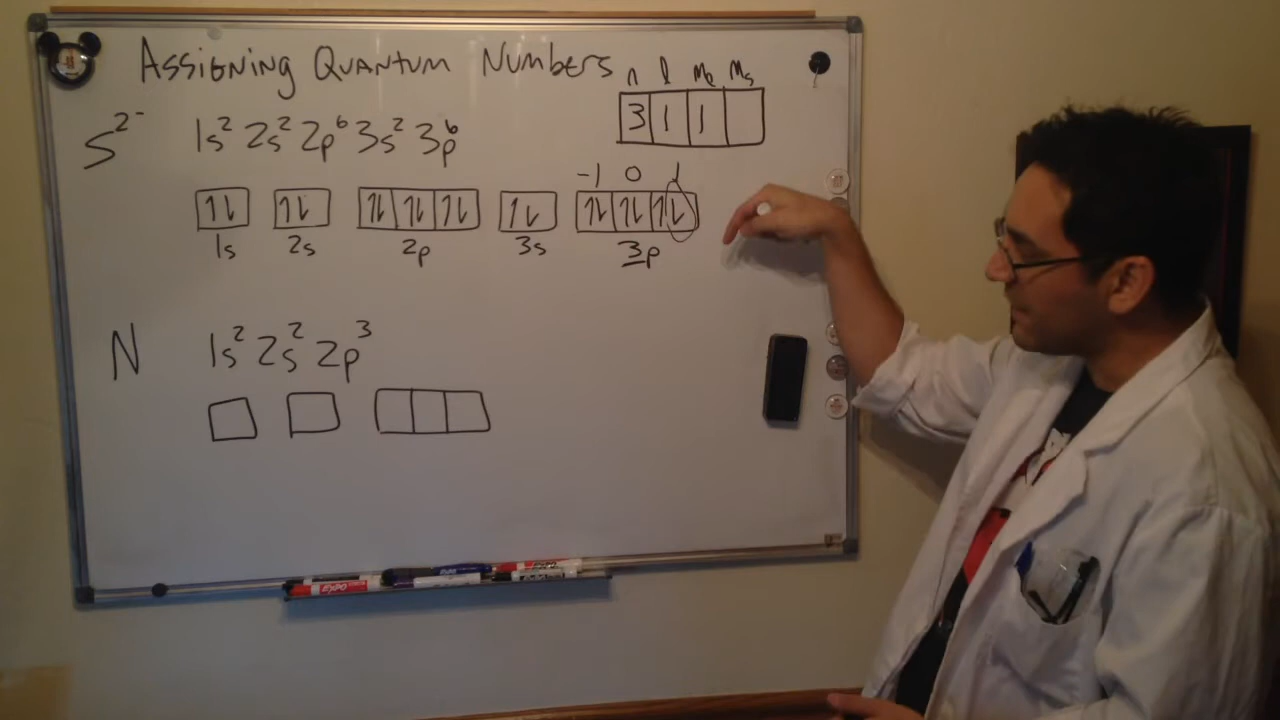 Assigning Quantum Numbers
n l mₗ mₛ
3 1 1
S²⁻ 1s² 2s² 2p⁶ 3s² 3p⁶
-1 0 1
↑↓ ↑↓ ↑↓ ↑↓ ↑↓ ↑↓ ↑↓ ↑↓ ↑↓
1s 2s 2p 3s 3p
N 1s² 2s² 2p³